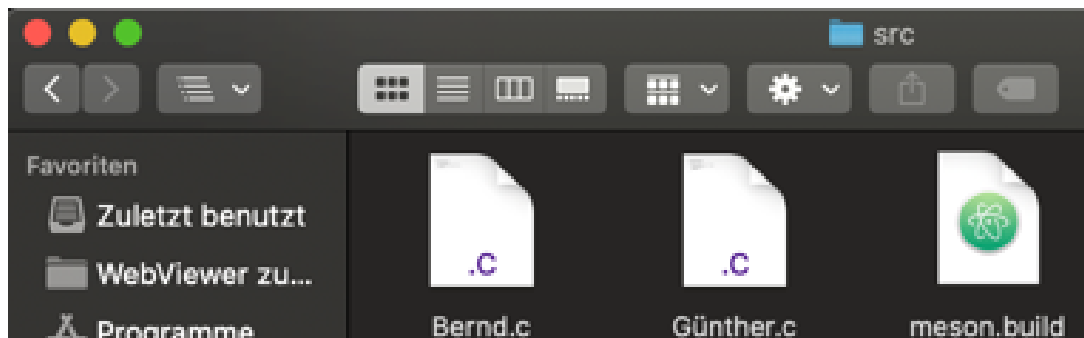 src
Favoriten
Zuletzt benutzt
WebViewer zu...
Programme
.C
Bernd.c
.C
Günther.c
meson.build